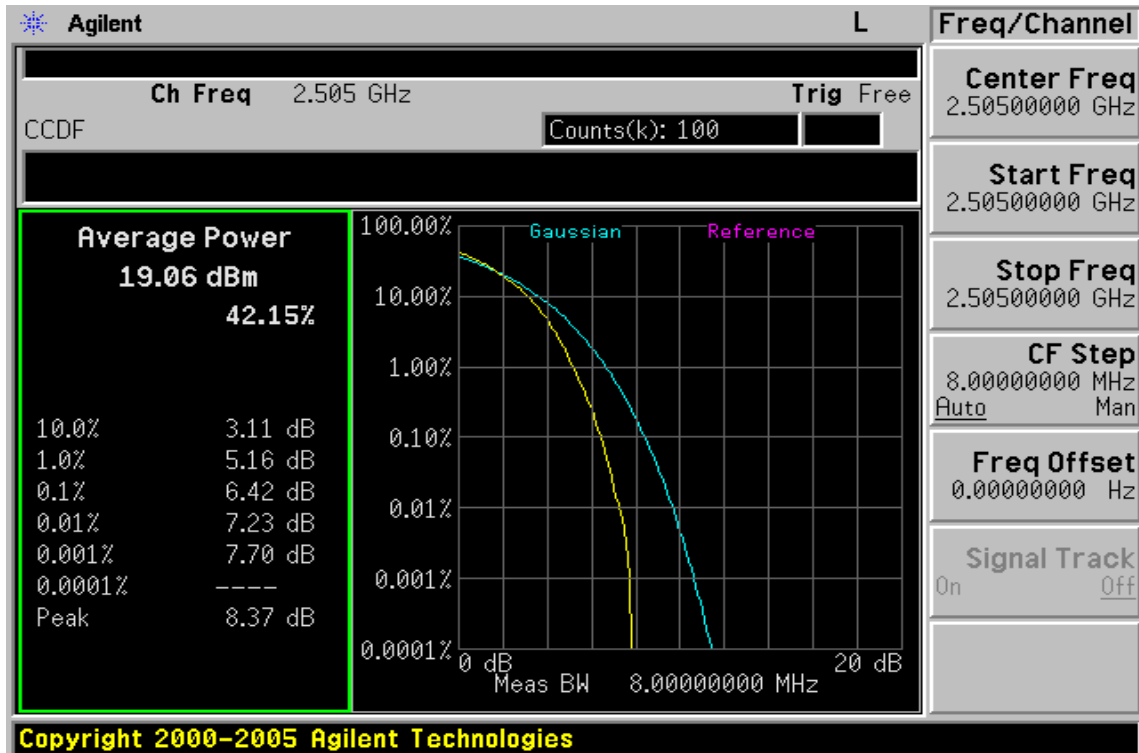 Agilent L Freq/Channel
Ch Freq 2.505 GHz Trig Free
CCDF Counts(k): 100
Average Power
19.06 dBm
42.15%
10.0% 3.11 dB
1.0% 5.16 dB
0.1% 6.42 dB
0.01% 7.23 dB
0.001% 7.70 dB
0.0001% ----
Peak 8.37 dB
100.00%
Gaussian Reference
10.00%
1.00%
0.10%
0.01%
0.001%
0.0001%
0 dB 20 dB
Meas BW 8.00000000 MHz
Center Freq
2.50500000 GHz
Start Freq
2.50500000 GHz
Stop Freq
2.50500000 GHz
CF Step
8.00000000 MHz
Auto Man
Freq Offset
0.00000000 Hz
Signal Track
On Off
Copyright 2000-2005 Agilent Technologies